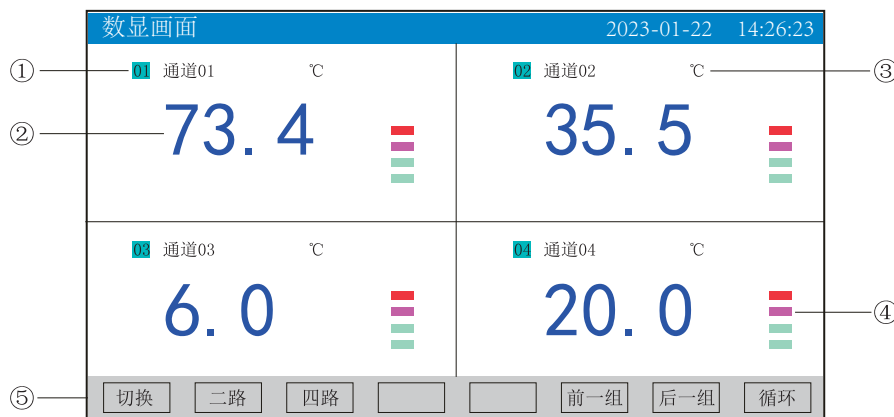 数显画面 2023-01-22 14:26:23
① 01 通道01 ℃ 02 通道02 ℃ ③
② 73.4 35.5
03 通道03 ℃ 04 通道04 ℃
6.0 20.0 ④
⑤ 切换 二路 四路 前一组 后一组 循环